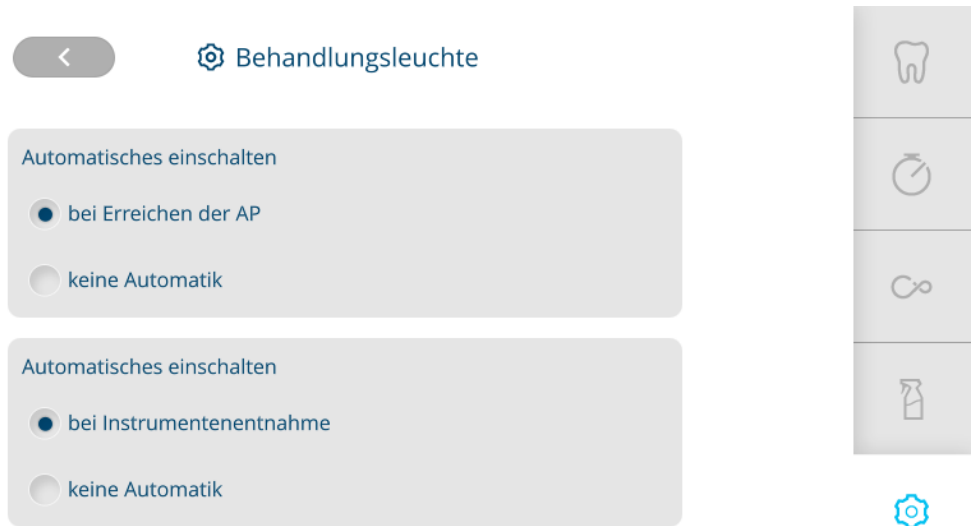 Behandlungsleuchte
Automatisches einschalten
bei Erreichen der AP
keine Automatik
Automatisches einschalten
bei Instrumentenentnahme
keine Automatik